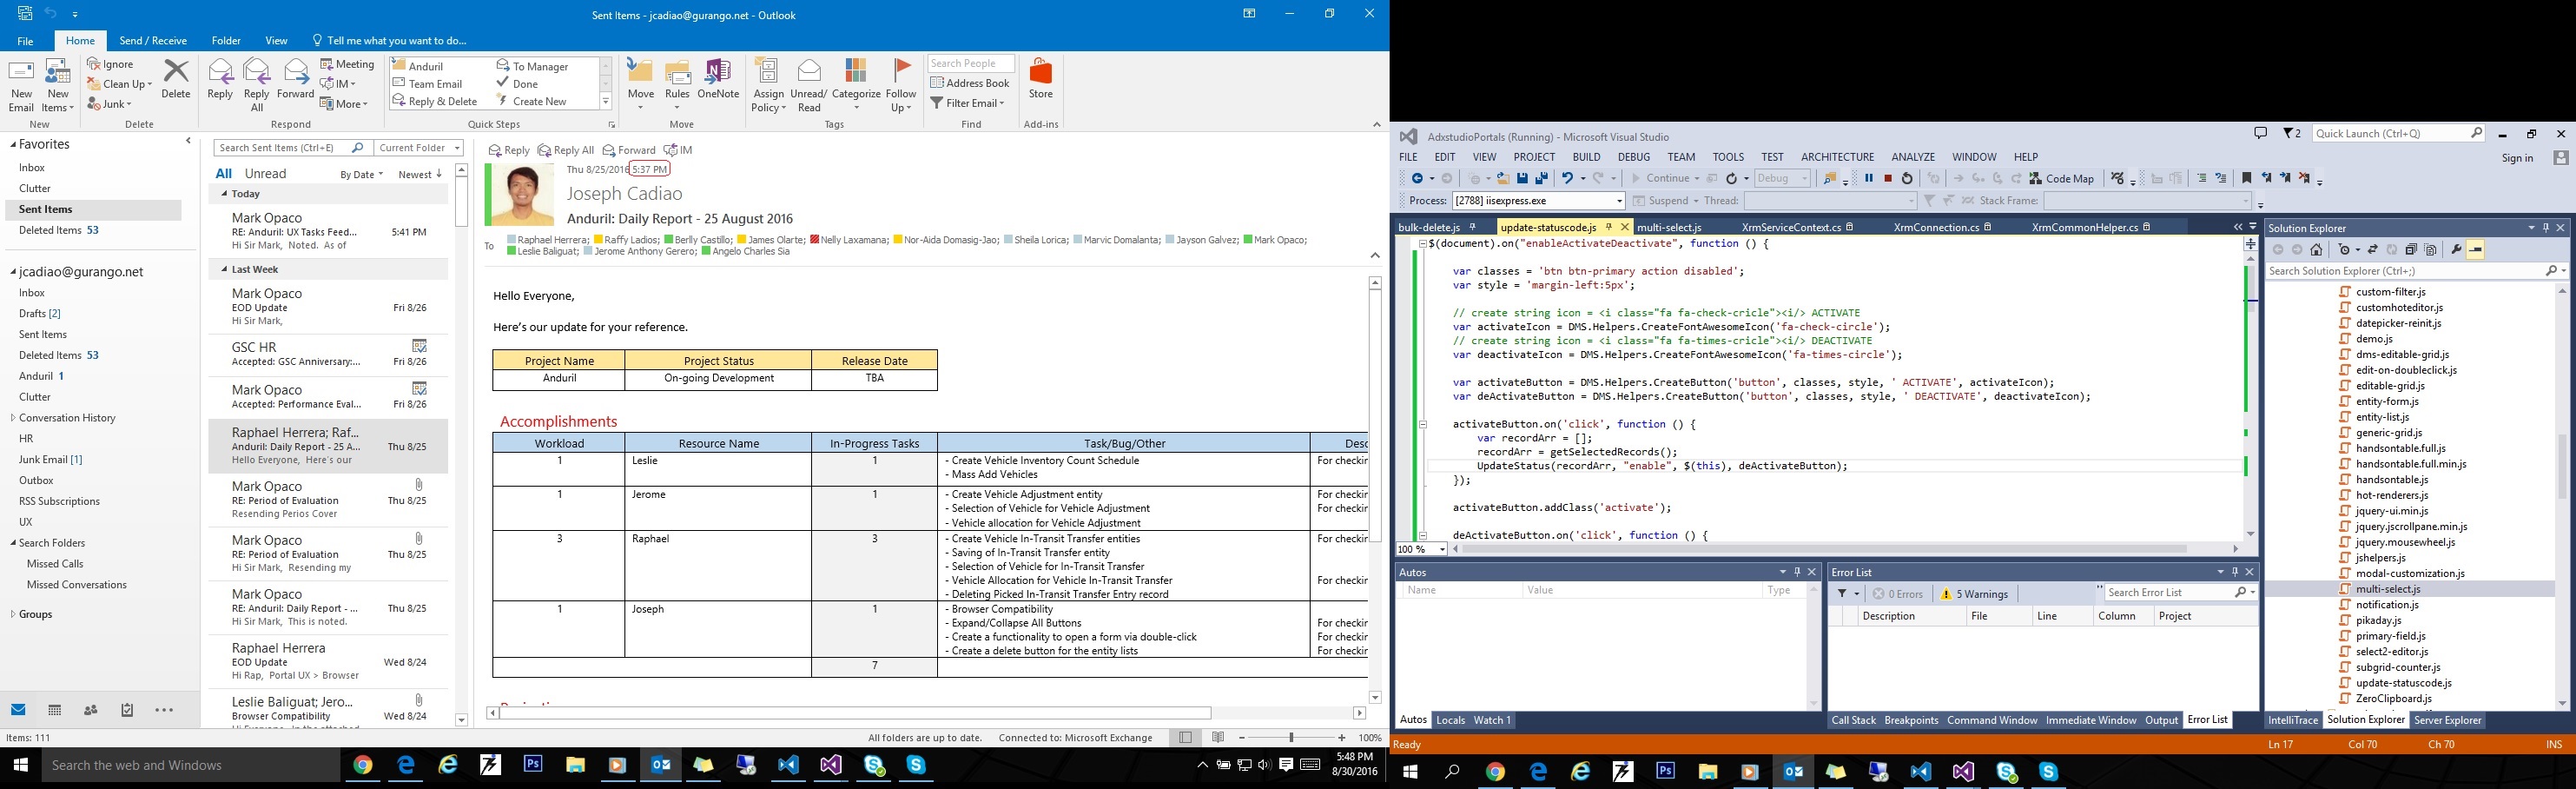 Sent Items - jcadiao@gurango.net - Outlook
File Home Send / Receive Folder View Tell me what you want to do...
New Email
New Items
New
Ignore
Clean Up
Junk
Delete
Delete
Reply
Reply All
Forward
Meeting
IM
More
Respond
Anduril
Team Email
Reply & Delete
To Manager
Done
Create New
Quick Steps
Move
Rules
OneNote
Move
Assign Policy
Unread/ Read
Categorize
Follow Up
Tags
Search People
Address Book
Filter Email
Find
Store
Add-ins
Favorites
Inbox
Clutter
Sent Items
Deleted Items 53
jcadiao@gurango.net
Inbox
Drafts [2]
Sent Items
Deleted Items 53
Anduril 1
Clutter
Conversation History
HR
Junk Email [1]
Outbox
RSS Subscriptions
UX
Search Folders
Missed Calls
Missed Conversations
Groups
Items: 111
Search Sent Items (Ctrl+E) Current Folder
All Unread By Date Newest
Today
Mark Opaco
RE: Anduril: UX Tasks Feed... 5:41 PM
Hi Sir Mark, Noted. As of
Last Week
Mark Opaco
EOD Update Fri 8/26
Hi Sir Mark,
GSC HR
Accepted: GSC Anniversary:... Fri 8/26
Mark Opaco
Accepted: Performance Eval... Fri 8/26
Raphael Herrera; Raf...
Anduril: Daily Report - 25 A... Thu 8/25
Hello Everyone, Here's our
Mark Opaco
RE: Period of Evaluation Thu 8/25
Resending Perios Cover
Mark Opaco
RE: Period of Evaluation Thu 8/25
Hi Sir Mark, Resending my
Mark Opaco
RE: Anduril: Daily Report - ... Thu 8/25
Hi Sir Mark, This is noted.
Raphael Herrera
EOD Update Wed 8/24
Hi Rap, Portal UX > Browser
Leslie Baliguat; Jero...
Browser Compatibility Wed 8/24
Reply Reply All Forward IM
Thu 8/25/2016 5:37 PM
Joseph Cadiao
Anduril: Daily Report - 25 August 2016
To Raphael Herrera; Raffy Ladios; Berlly Castillo; James Olarte; Nelly Laxamana; Nor-Aida Domasig-Jao; Sheila Lorica; Marvic Domalanta; Jayson Galvez; Mark Opaco;
Leslie Baliguat; Jerome Anthony Gerero; Angelo Charles Sia
Hello Everyone,
Here's our update for your reference.
Project Name Project Status Release Date
Anduril On-going Development TBA
Accomplishments
Workload Resource Name In-Progress Tasks Task/Bug/Other Desc
1 Leslie 1 - Create Vehicle Inventory Count Schedule For checkin
- Mass Add Vehicles
1 Jerome 1 - Create Vehicle Adjustment entity For checkin
- Selection of Vehicle for Vehicle Adjustment For checkin
- Vehicle allocation for Vehicle Adjustment
3 Raphael 3 - Create Vehicle In-Transit Transfer entities For checkin
- Saving of In-Transit Transfer entity
- Selection of Vehicle for In-Transit Transfer
- Vehicle Allocation for Vehicle In-Transit Transfer For checkin
- Deleting Picked In-Transit Transfer Entry record For checkin
1 Joseph 1 - Browser Compatibility
- Expand/Collapse All Buttons For checkin
- Create a functionality to open a form via double-click For checkin
- Create a delete button for the entity lists For checkin
7
All folders are up to date. Connected to: Microsoft Exchange 100%
Search the web and Windows
5:48 PM
8/30/2016
AdxstudioPortals (Running) - Microsoft Visual Studio
2 Quick Launch (Ctrl+Q)
FILE EDIT VIEW PROJECT BUILD DEBUG TEAM TOOLS TEST ARCHITECTURE ANALYZE WINDOW HELP Sign in
Continue Debug Code Map
Process: [2788] iisexpress.exe Suspend Thread: Stack Frame:
bulk-delete.js update-statuscode.js multi-select.js XrmServiceContext.cs XrmConnection.cs XrmCommonHelper.cs
$(document).on("enableActivateDeactivate", function () {
var classes = 'btn btn-primary action disabled';
var style = 'margin-left:5px';
// create string icon = <i class="fa fa-check-cricle"><i/> ACTIVATE
var activateIcon = DMS.Helpers.CreateFontAwesomeIcon('fa-check-circle');
// create string icon = <i class="fa fa-times-cricle"><i/> DEACTIVATE
var deactivateIcon = DMS.Helpers.CreateFontAwesomeIcon('fa-times-circle');
var activateButton = DMS.Helpers.CreateButton('button', classes, style, ' ACTIVATE', activateIcon);
var deActivateButton = DMS.Helpers.CreateButton('button', classes, style, ' DEACTIVATE', deactivateIcon);
activateButton.on('click', function () {
var recordArr = [];
recordArr = getSelectedRecords();
UpdateStatus(recordArr, "enable", $(this), deActivateButton);
});
activateButton.addClass('activate');
deActivateButton.on('click', function () {
100 %
Autos
Name Value Type
Autos Locals Watch 1
Error List
0 Errors 5 Warnings Search Error List
Description File Line Column Project
Call Stack Breakpoints Command Window Immediate Window Output Error List
Solution Explorer
Search Solution Explorer (Ctrl+;)
custom-filter.js
customhoteditor.js
datepicker-reinit.js
demo.js
dms-editable-grid.js
edit-on-doubleclick.js
editable-grid.js
entity-form.js
entity-list.js
generic-grid.js
handsontable.full.js
handsontable.full.min.js
handsontable.js
hot-renderers.js
jquery-ui.min.js
jquery.jscrollpane.min.js
jquery.mousewheel.js
jshelpers.js
modal-customization.js
multi-select.js
notification.js
pikaday.js
primary-field.js
select2-editor.js
subgrid-counter.js
update-statuscode.js
ZeroClipboard.js
IntelliTrace Solution Explorer Server Explorer
Ready Ln 17 Col 70 Ch 70 INS